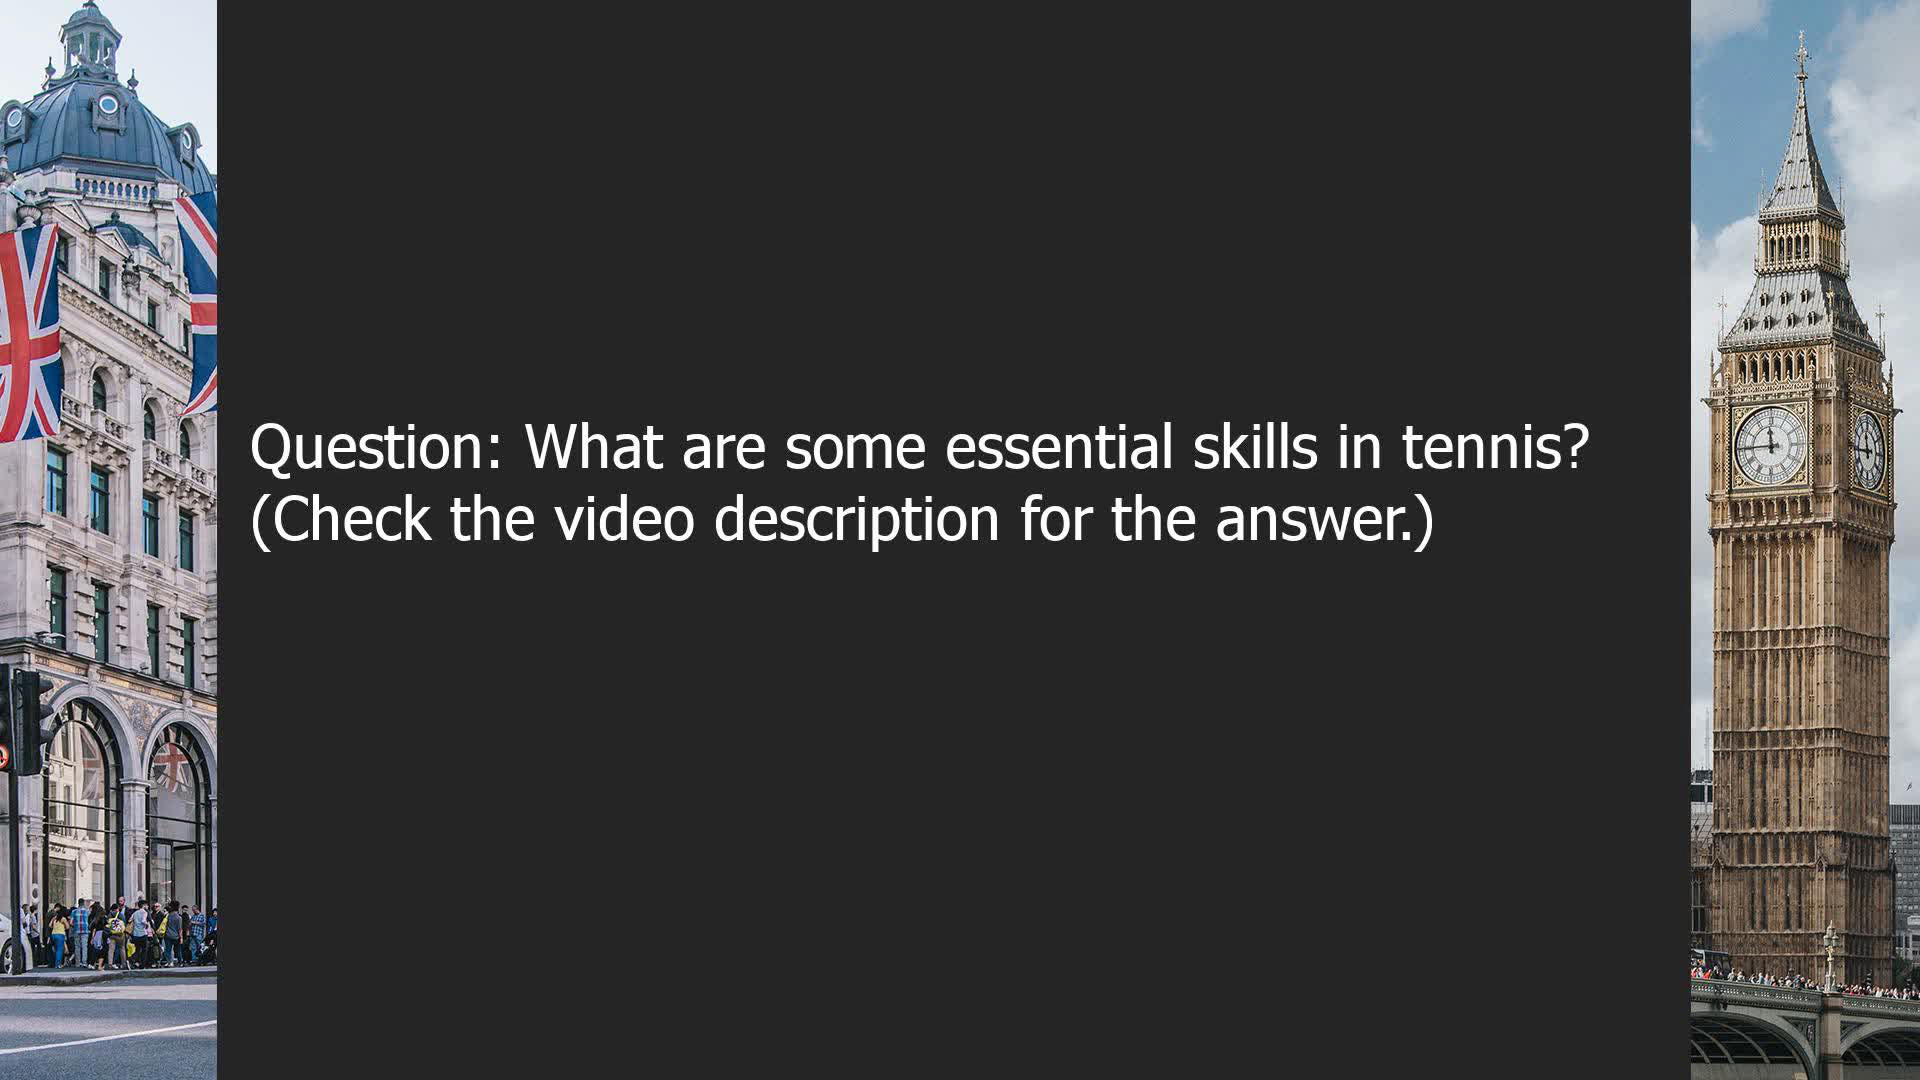 Question: What are some essential skills in tennis?
(Check the video description for the answer.)